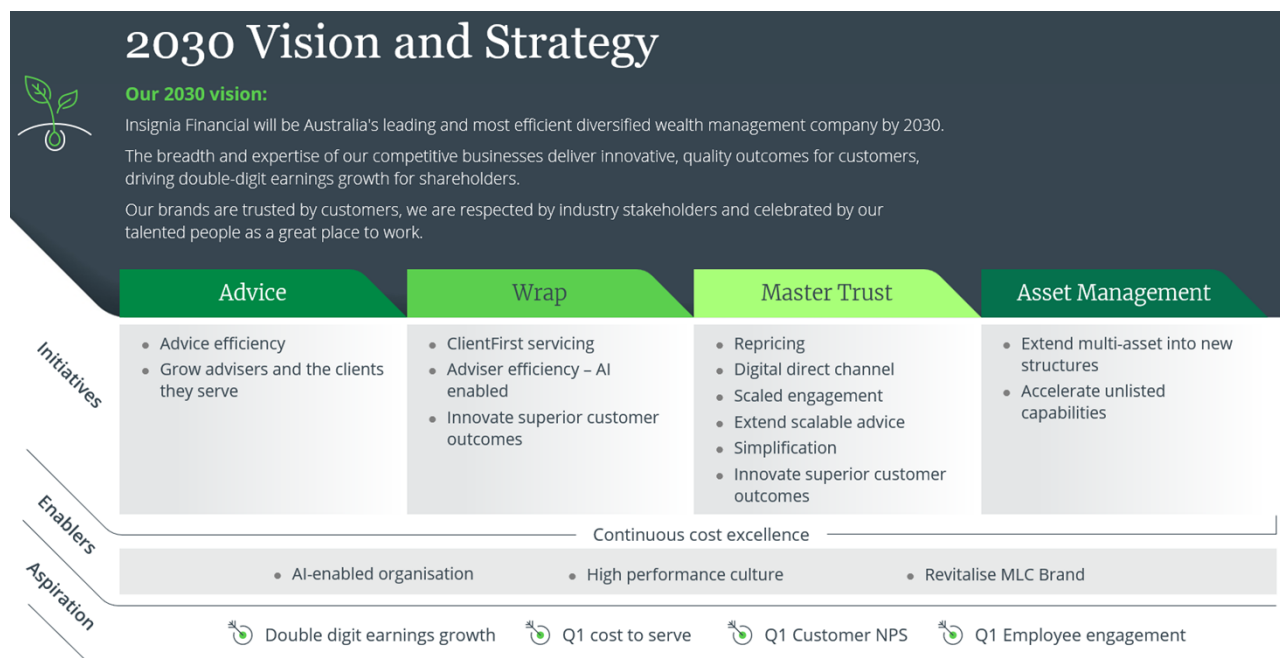 2030 Vision and Strategy
Our 2030 vision:
Insignia Financial will be Australia's leading and most efficient diversified wealth management company by 2030.
The breadth and expertise of our competitive businesses deliver innovative, quality outcomes for customers,
driving double-digit earnings growth for shareholders.
Our brands are trusted by customers, we are respected by industry stakeholders and celebrated by our
talented people as a great place to work.
Initiatives
Advice
• Advice efficiency
• Grow advisers and the clients
they serve
Wrap
• ClientFirst servicing
• Adviser efficiency – AI
enabled
• Innovate superior customer
outcomes
Master Trust
• Repricing
• Digital direct channel
• Scaled engagement
• Extend scalable advice
• Simplification
• Innovate superior customer
outcomes
Asset Management
• Extend multi-asset into new
structures
• Accelerate unlisted
capabilities
Enablers
Continuous cost excellence
• AI-enabled organisation
• High performance culture
• Revitalise MLC Brand
Aspiration
Double digit earnings growth
Q1 cost to serve
Q1 Customer NPS
Q1 Employee engagement